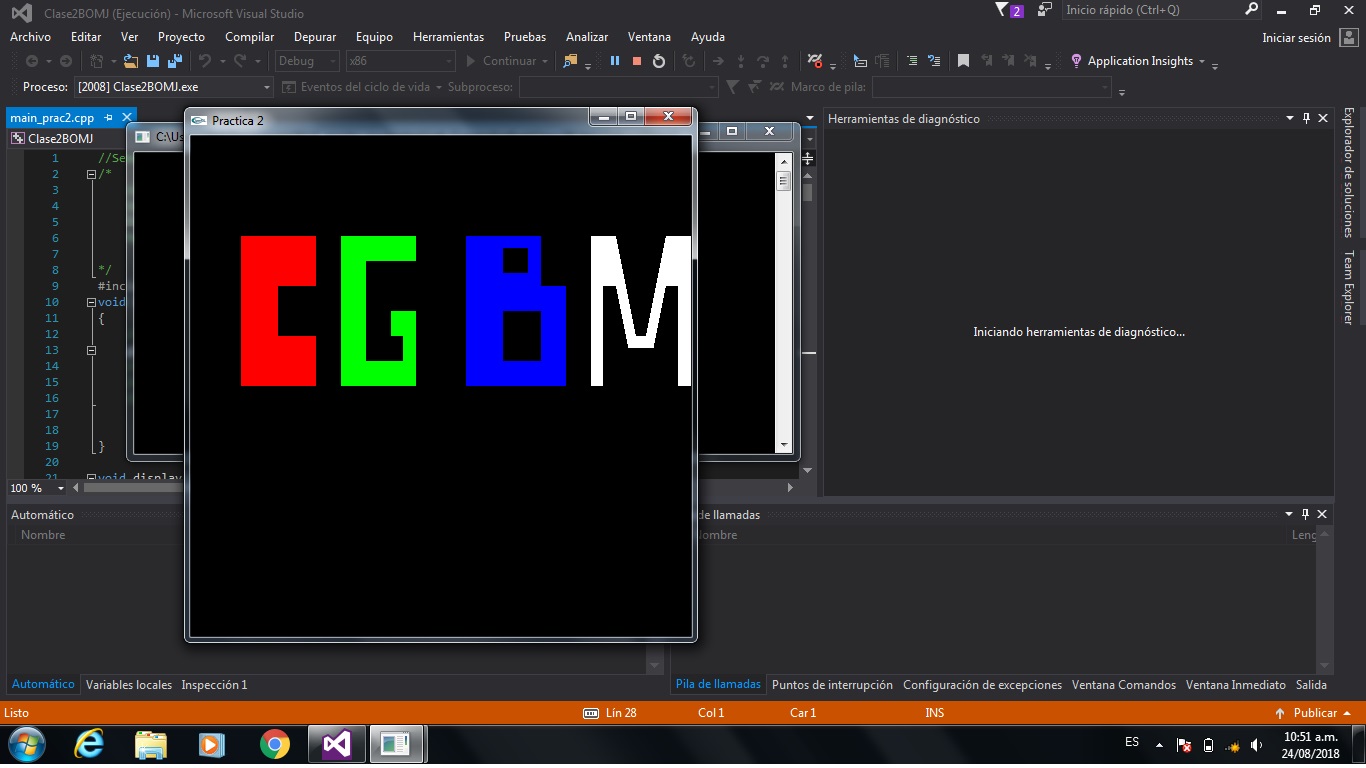 Clase2BOMJ (Ejecución) - Microsoft Visual Studio
2
Inicio rápido (Ctrl+Q)
Archivo Editar Ver Proyecto Compilar Depurar Equipo Herramientas Pruebas Analizar Ventana Ayuda
Iniciar sesión
Debug x86 Continuar Application Insights
Proceso: [2008] Clase2BOMJ.exe Eventos del ciclo de vida Subproceso: Marco de pila:
main_prac2.cpp
Clase2BOMJ
C:\Us
Practica 2
Herramientas de diagnóstico
Explorador de soluciones
Team Explorer
1 //Se
2 /*
3
4
5
6
7
8 */
9 #inc
10 void
11 {
12
13
14
15
16
17
18
19 }
20
21 void display
C G B M
Iniciando herramientas de diagnóstico...
100 %
Automático
Nombre
de llamadas
ombre
Leng
Automático Variables locales Inspección 1
Pila de llamadas Puntos de interrupción Configuración de excepciones Ventana Comandos Ventana Inmediato Salida
Listo Lín 28 Col 1 Car 1 INS Publicar
ES
10:51 a.m.
24/08/2018